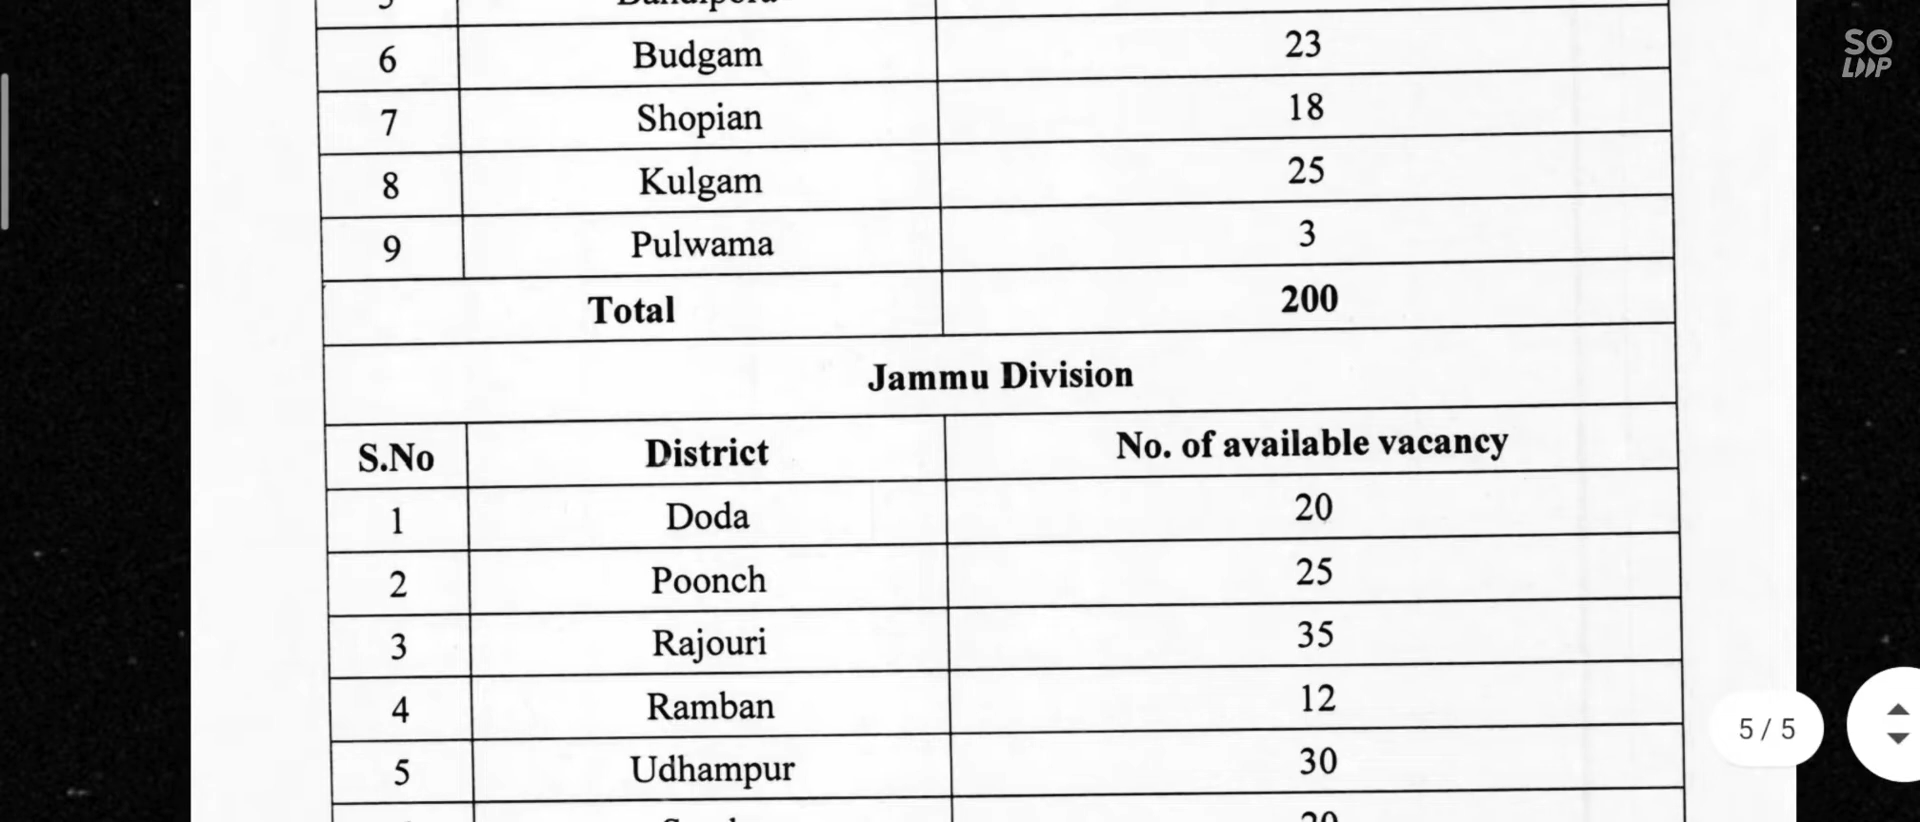 6 Budgam 23
7 Shopian 18
8 Kulgam 25
9 Pulwama 3
Total 200
Jammu Division
S.No District No. of available vacancy
1 Doda 20
2 Poonch 25
3 Rajouri 35
4 Ramban 12
5 Udhampur 30
SO
LOOP
5 / 5